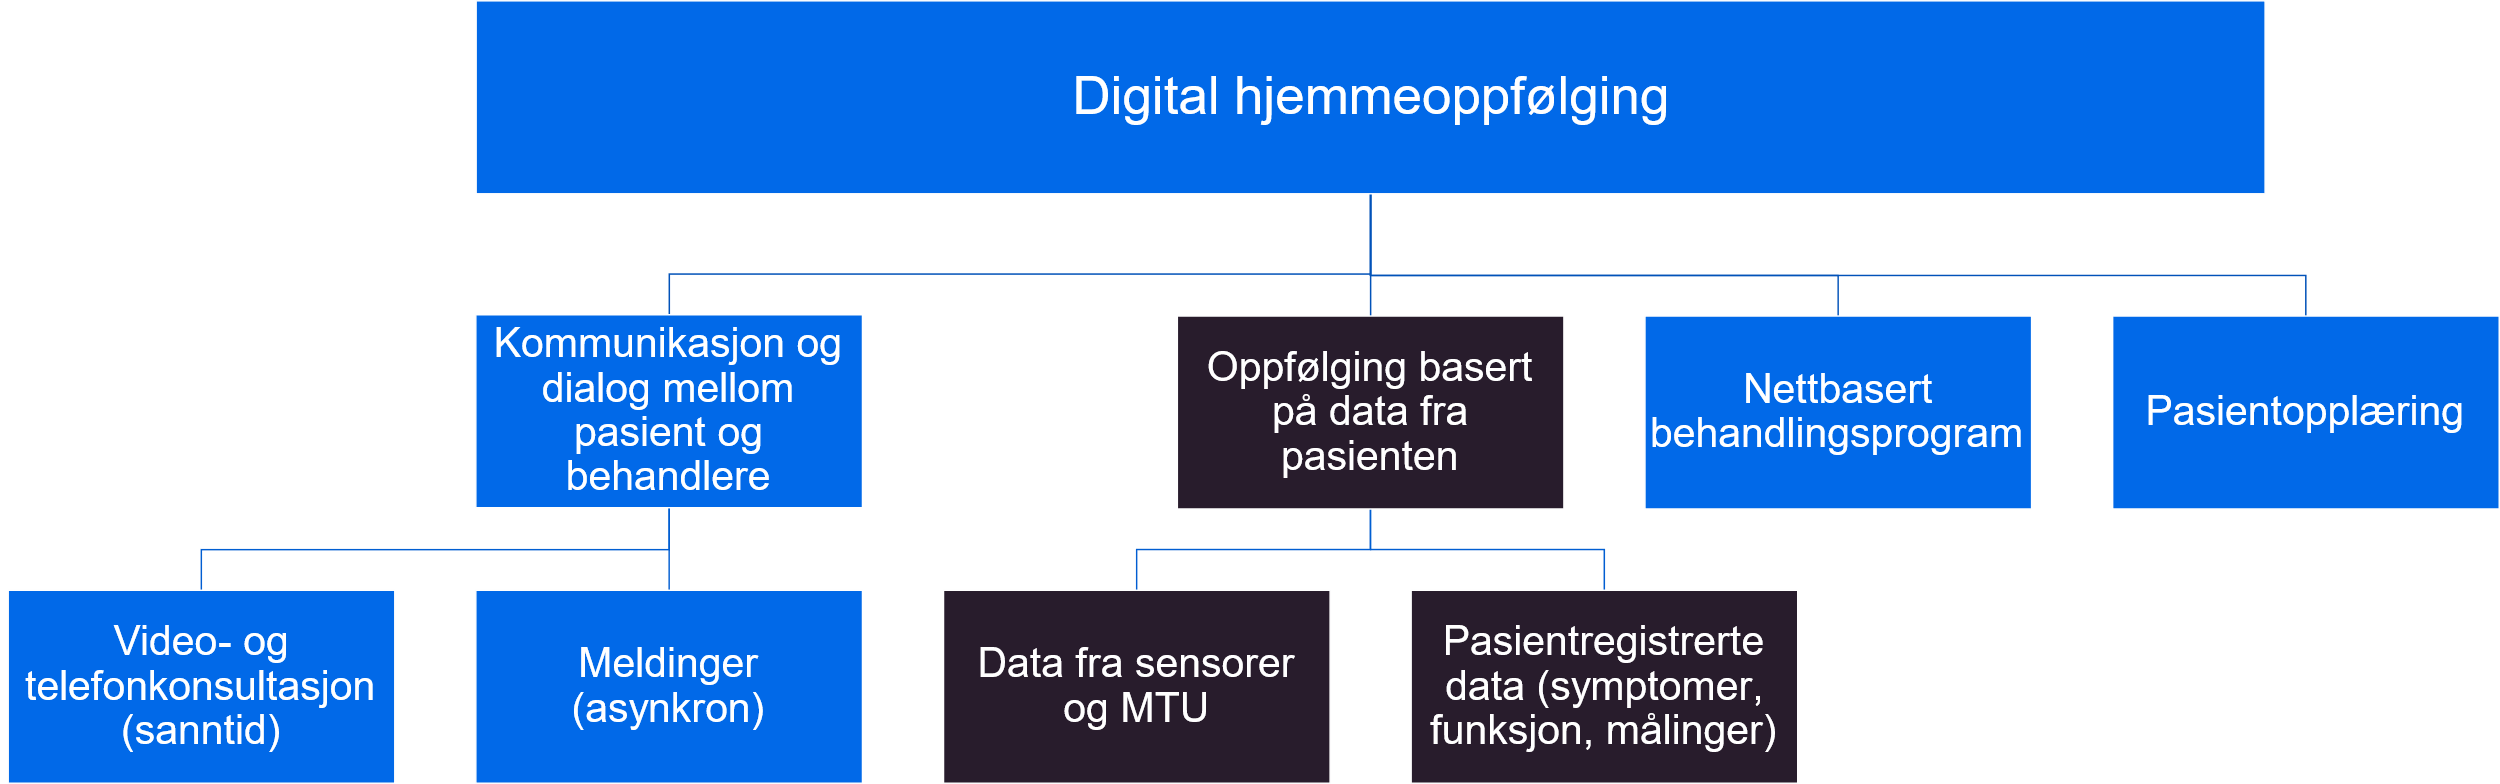 Digital hjemmeoppfølging
Kommunikasjon og
dialog mellom
pasient og
behandlere
Oppfølging basert
på data fra
pasienten
Nettbasert
behandlingsprogram
Pasientopplæring
Video- og
telefonkonsultasjon
(sanntid)
Meldinger
(asynkron)
Data fra sensorer
og MTU
Pasientregistrerte
data (symptomer,
funksjon, målinger)